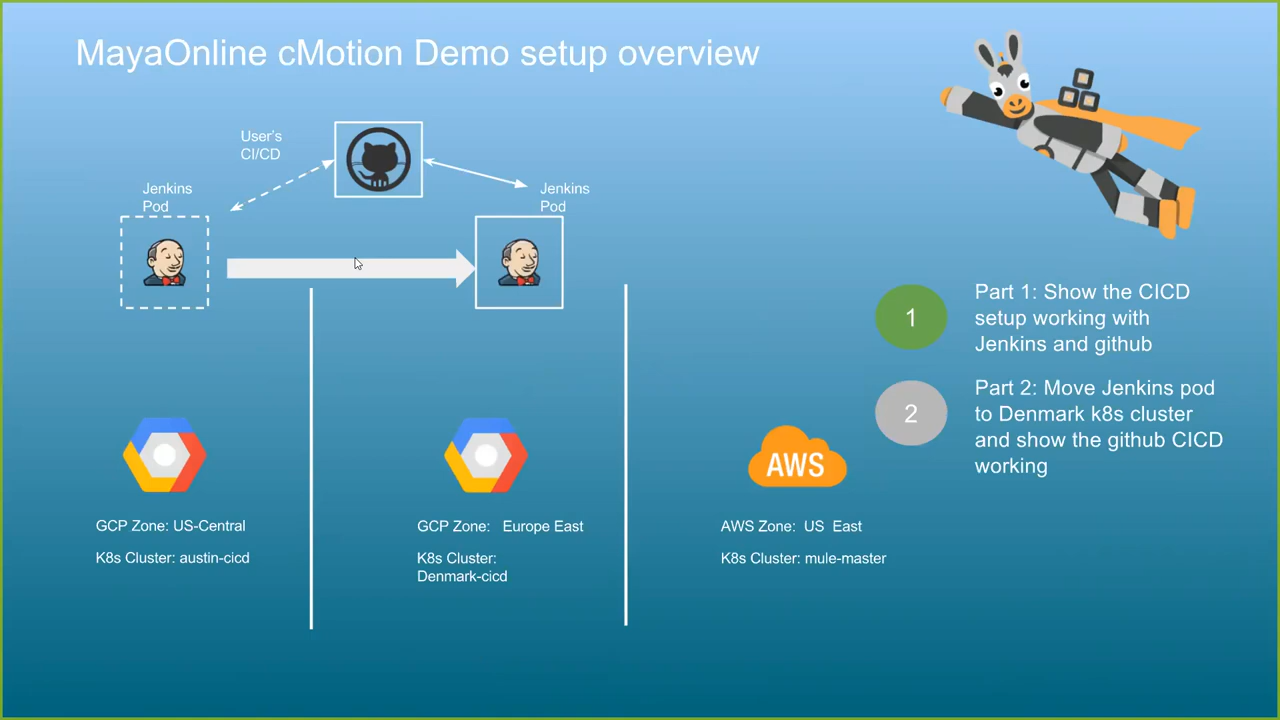 MayaOnline cMotion Demo setup overview
User's
CI/CD
Jenkins
Pod
Jenkins
Pod
1
Part 1: Show the CICD
setup working with
Jenkins and github
2
Part 2: Move Jenkins pod
to Denmark k8s cluster
and show the github CICD
working
AWS
GCP Zone: US-Central
K8s Cluster: austin-cicd
GCP Zone: Europe East
K8s Cluster:
Denmark-cicd
AWS Zone: US East
K8s Cluster: mule-master